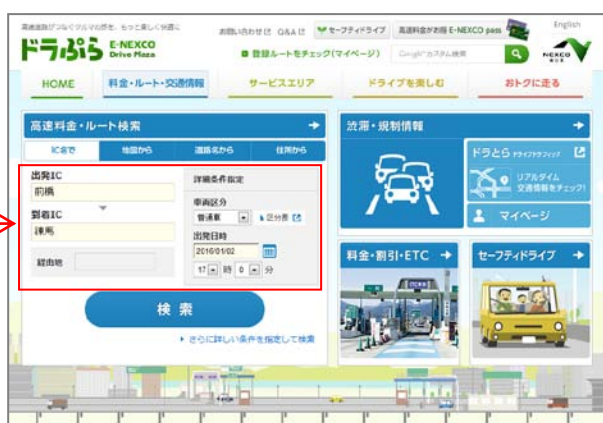 高速道路がつなぐクルマの旅を、もっと楽しく快適に
お問い合わせ Q&A
セーフティドライブ
高速料金がお得 E-NEXCO pass
English
ドラぷら E-NEXCO Drive Plaza
登録ルートをチェック(マイページ)
Google カスタム検索
NEXCO
HOME
料金・ルート・交通情報
サービスエリア
ドライブを楽しむ
おトクに走る
高速料金・ルート検索
IC名で
地図から
道路名から
住所から
出発IC
前橋
到着IC
練馬
経由地
詳細条件指定
車両区分
普通車
区分表
出発日時
2016/01/02
17 時 0 分
検索
さらに詳しい条件を指定して検索
渋滞・規制情報
ドラとら
リアルタイム
交通情報をチェック!
マイページ
料金・割引・ETC
セーフティドライブ